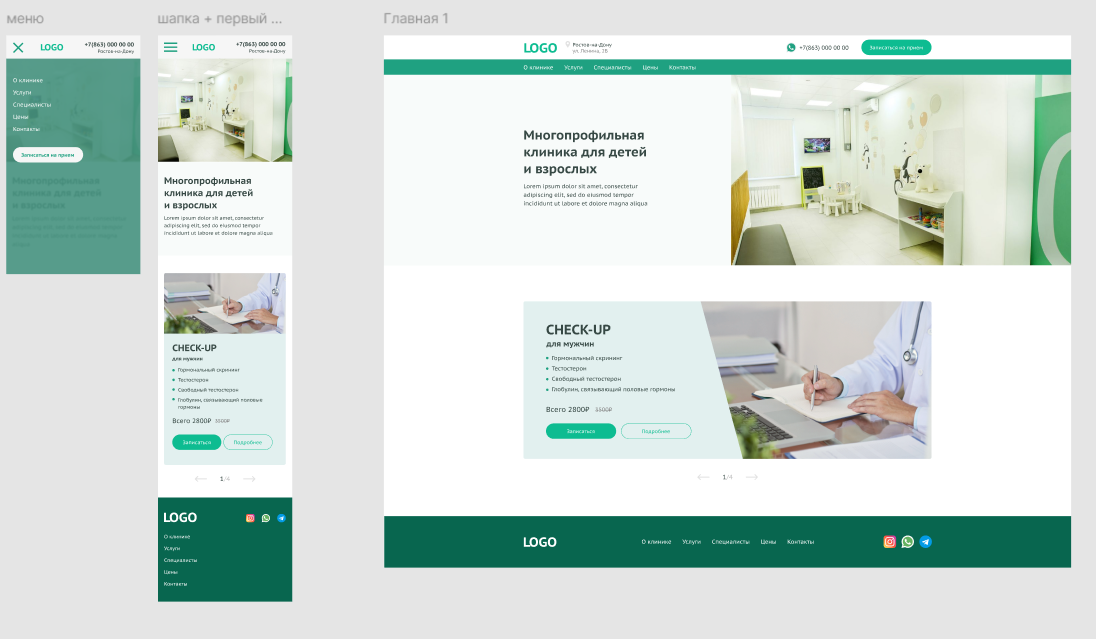 меню
LOGO
+7(863) 000 00 00
Ростов-на-Дону
О клинике
Услуги
Специалисты
Цены
Контакты
Записаться на прием
Многопрофильная
клиника для детей
и взрослых
шапка + первый ...
LOGO
+7(863) 000 00 00
Ростов-на-Дону
Многопрофильная
клиника для детей
и взрослых
Lorem ipsum dolor sit amet, consectetur
adipiscing elit, sed do eiusmod tempor
incididunt ut labore et dolore magna aliqua
CHECK-UP
для мужчин
Гормональный скрининг
Тестостерон
Свободный тестостерон
Глобулин, связывающий половые
гормоны
Всего 2800₽ 3500₽
Записаться
Подробнее
1/4
LOGO
О клинике
Услуги
Специалисты
Цены
Контакты
Главная 1
LOGO
Ростов-на-Дону
ул. Ленина, 2Б
+7(863) 000 00 00
Записаться на прием
О клинике Услуги Специалисты Цены Контакты
Многопрофильная
клиника для детей
и взрослых
Lorem ipsum dolor sit amet, consectetur
adipiscing elit, sed do eiusmod tempor
incididunt ut labore et dolore magna aliqua
CHECK-UP
для мужчин
Гормональный скрининг
Тестостерон
Свободный тестостерон
Глобулин, связывающий половые гормоны
Всего 2800₽ 3500₽
Записаться
Подробнее
1/4
LOGO
О клинике Услуги Специалисты Цены Контакты